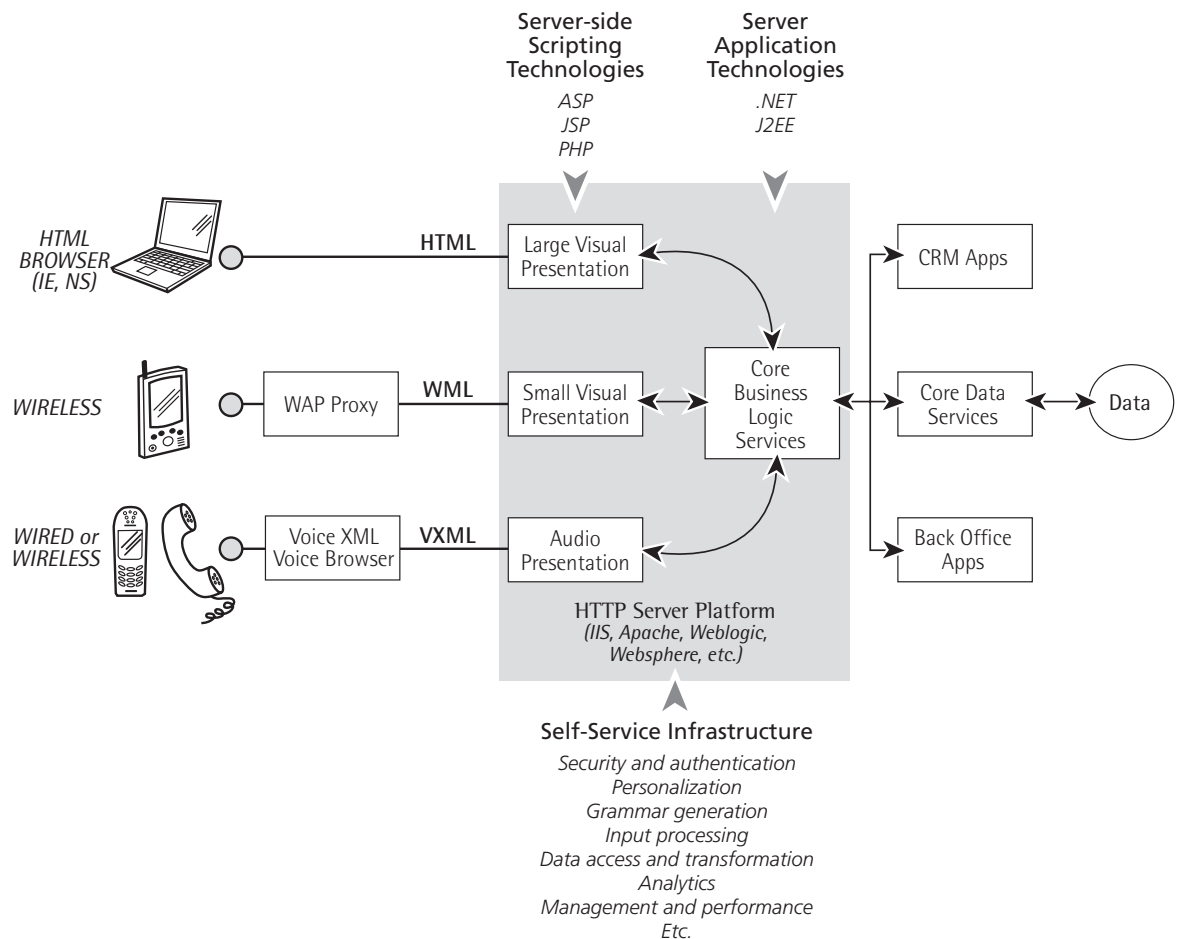 Server-side
Scripting
Technologies
ASP
JSP
PHP
Server
Application
Technologies
.NET
J2EE
HTML
BROWSER
(IE, NS)
HTML
Large Visual
Presentation
CRM Apps
WIRELESS
WAP Proxy
WML
Small Visual
Presentation
Core
Business
Logic
Services
Core Data
Services
Data
WIRED or
WIRELESS
Voice XML
Voice Browser
VXML
Audio
Presentation
Back Office
Apps
HTTP Server Platform
(IIS, Apache, Weblogic,
Websphere, etc.)
Self-Service Infrastructure
Security and authentication
Personalization
Grammar generation
Input processing
Data access and transformation
Analytics
Management and performance
Etc.